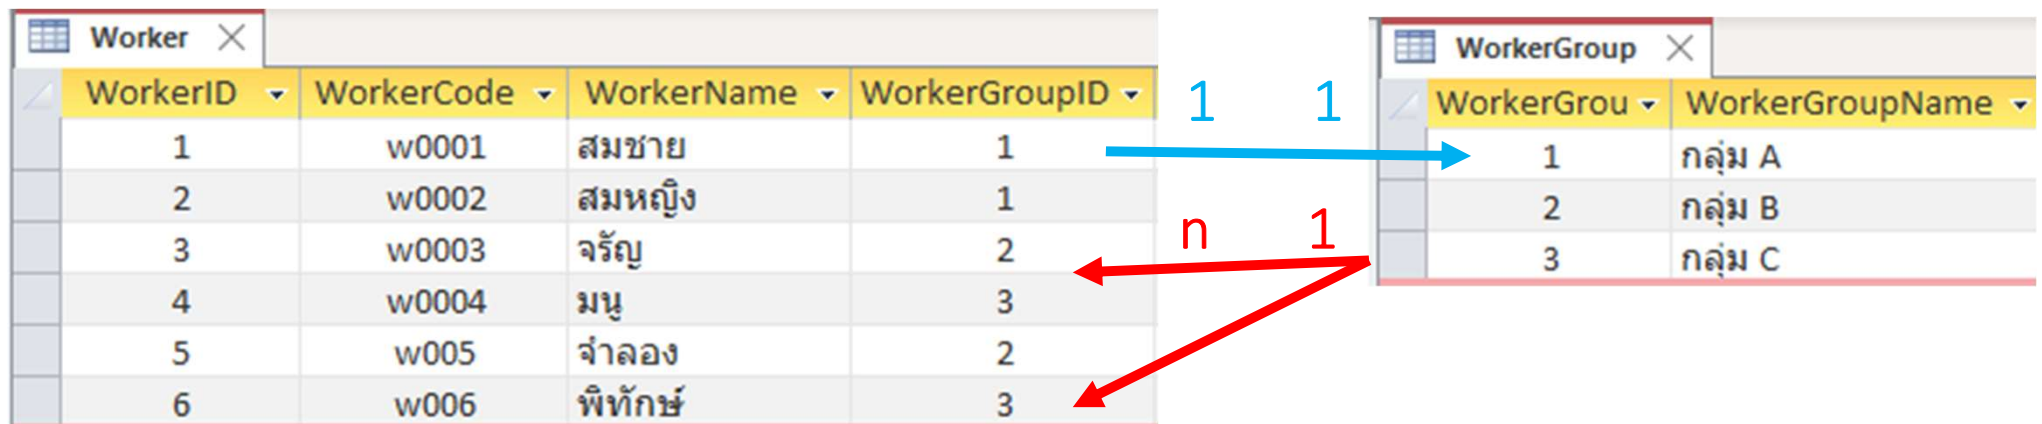 Worker
WorkerID WorkerCode WorkerName WorkerGroupID
1 w0001 สมชาย 1
2 w0002 สมหญิง 1
3 w0003 จรัญ 2
4 w0004 มนู 3
5 w005 จำลอง 2
6 w006 พิทักษ์ 3
1 1
n 1
WorkerGroup
WorkerGrou WorkerGroupName
1 กลุ่ม A
2 กลุ่ม B
3 กลุ่ม C